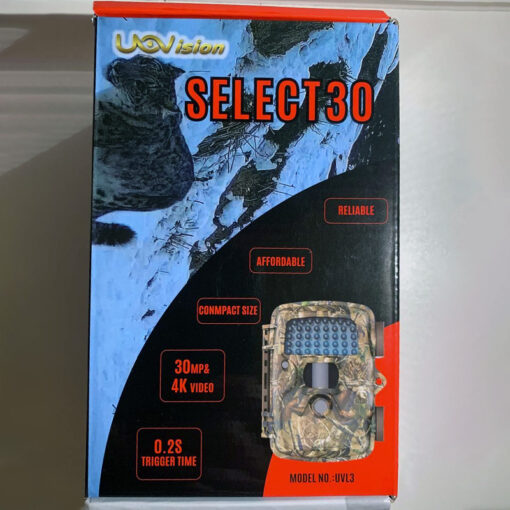 UOVision
SELECT30
RELIABLE
AFFORDABLE
CONMPACT SIZE
30MP&
4K VIDEO
0.2S
TRIGGER TIME
MODEL NO.:UVL3